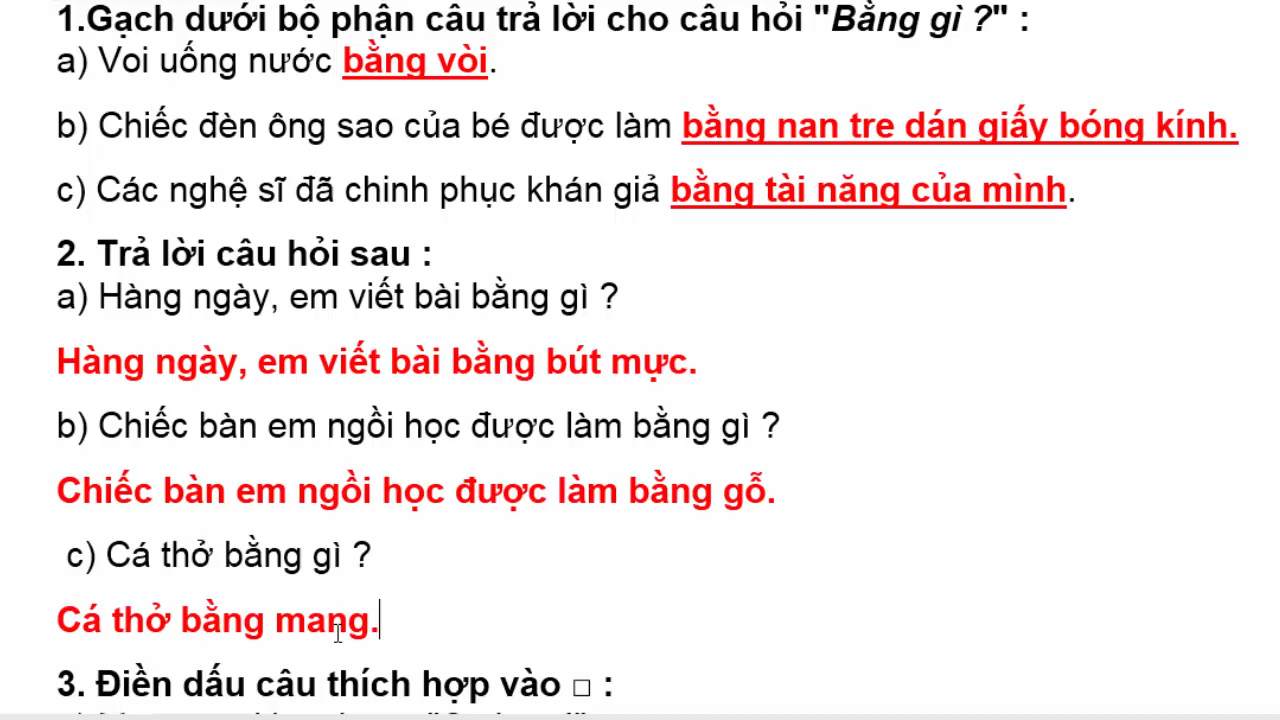 1.Gạch dưới bộ phận câu trả lời cho câu hỏi "Bằng gì ?" :
a) Voi uống nước bằng vòi.
b) Chiếc đèn ông sao của bé được làm bằng nan tre dán giấy bóng kính.
c) Các nghệ sĩ đã chinh phục khán giả bằng tài năng của mình.
2. Trả lời câu hỏi sau :
a) Hàng ngày, em viết bài bằng gì ?
Hàng ngày, em viết bài bằng bút mực.
b) Chiếc bàn em ngồi học được làm bằng gì ?
Chiếc bàn em ngồi học được làm bằng gỗ.
c) Cá thở bằng gì ?
Cá thở bằng mang.
3. Điền dấu câu thích hợp vào □ :